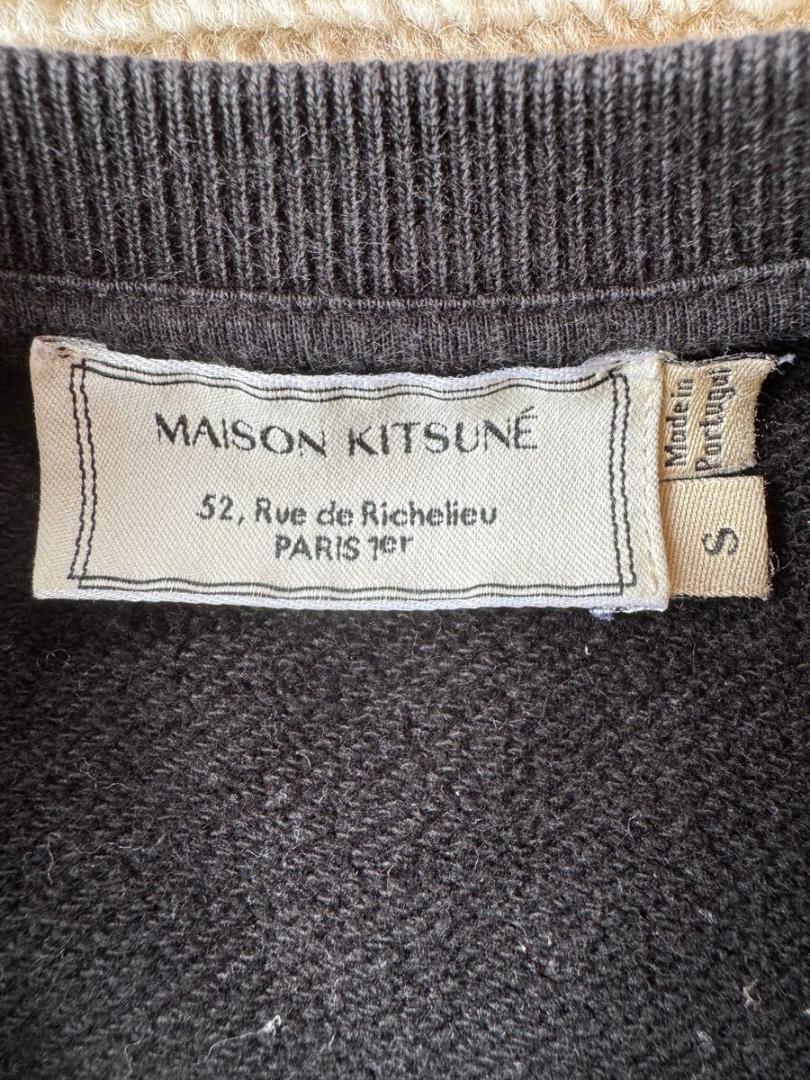 MAISON KITSUNÉ
52, Rue de Richelieu
PARIS 1er
Made in
Portugal
S